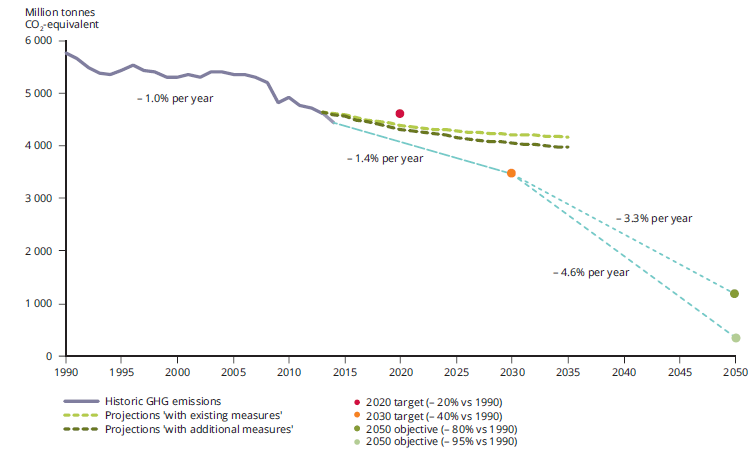 Million tonnes
CO₂-equivalent
6 000
5 000
4 000
3 000
2 000
1 000
0
– 1.0% per year
– 1.4% per year
– 3.3% per year
– 4.6% per year
1990 1995 2000 2005 2010 2015 2020 2025 2030 2035 2040 2045 2050
Historic GHG emissions
Projections 'with existing measures'
Projections 'with additional measures'
2020 target (– 20% vs 1990)
2030 target (– 40% vs 1990)
2050 objective (– 80% vs 1990)
2050 objective (– 95% vs 1990)